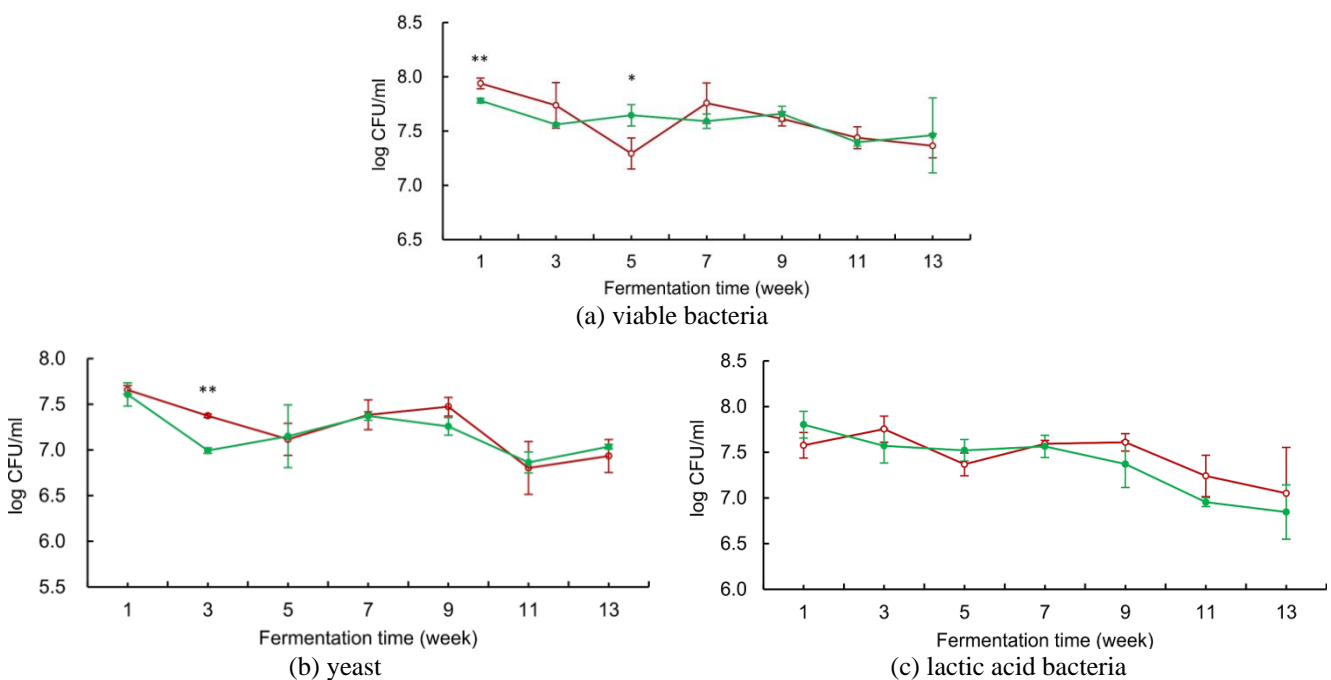 8.5
**
*
8.0
7.5
7.0
6.5
log CFU/ml
1 3 5 7 9 11 13
Fermentation time (week)
(a) viable bacteria
8.0
**
7.5
7.0
6.5
6.0
5.5
log CFU/ml
1 3 5 7 9 11 13
Fermentation time (week)
(b) yeast
8.5
8.0
7.5
7.0
6.5
6.0
log CFU/ml
1 3 5 7 9 11 13
Fermentation time (week)
(c) lactic acid bacteria